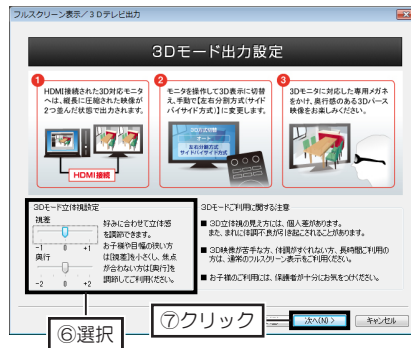 フルスクリーン表示／3Dテレビ出力
3Dモード出力設定
1
HDMI接続された3D対応モニタ
へは、縦長に圧縮された映像が
2つ並んだ状態で出力されます。
HDMI接続
2
モニタを操作して3D表示に切替
え、手動で【左右分割方式(サイド
バイサイド方式)】に変更します。
3D方式切替
オート
左右分割方式
サイドバイサイド方式
3
3Dモニタに対応した専用メガネ
をかけ、奥行感のある3Dパース
映像をお楽しみください。
3Dモード立体視設定
視差
-1 0 +1
奥行
-2 0 +2
好みに合わせて立体感
を調節できます。
お子様や目幅の狭い方
は[視差]を小さく、焦点
が合わない方は[奥行]を
調節してご利用ください。
3Dモードご利用に関する注意
■ 3D立体視の見え方には、個人差があります。
また、まれに体調不良が引き起こされることがあります。
■ 3D映像が苦手な方、体調がすぐれない方、長時間ご利用の
方は、通常のフルスクリーン表示をご利用ください。
■ お子様のご利用には、保護者が十分にお気をつけください。
⑥選択
⑦クリック
次へ(N) >
キャンセル